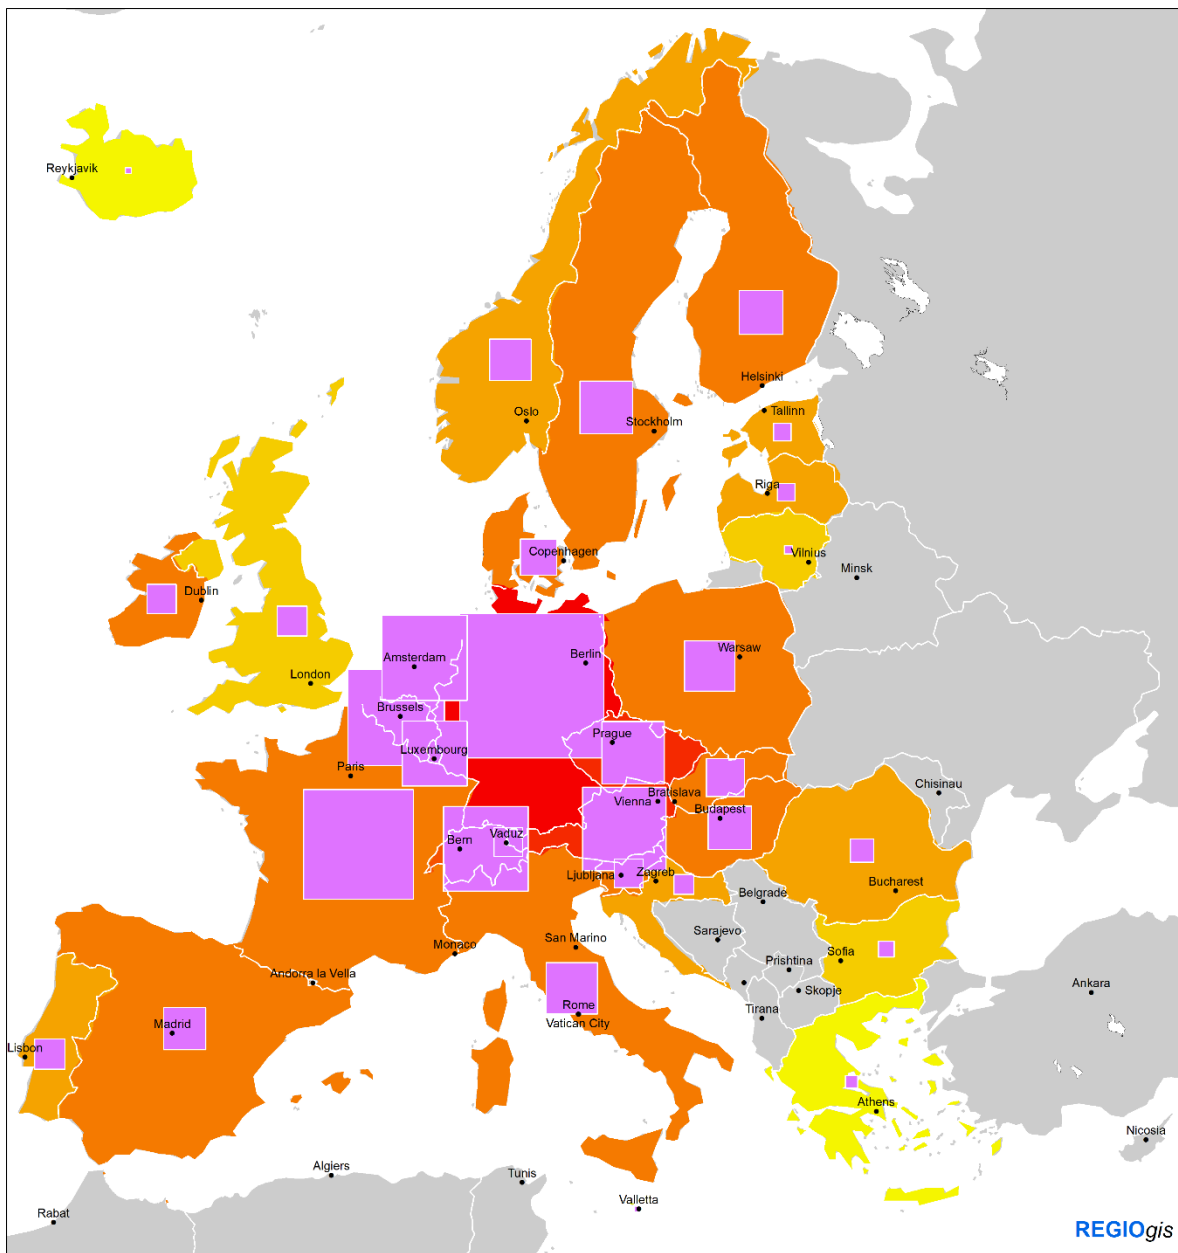 Reykjavik
Oslo
Helsinki
Stockholm
Tallinn
Riga
Copenhagen
Vilnius
Minsk
Dublin
Amsterdam
Berlin
Warsaw
London
Brussels
Prague
Luxembourg
Paris
Chisinau
Vienna
Bratislava
Budapest
Bern
Vaduz
Ljubljana
Zagreb
Bucharest
Belgrade
Sarajevo
Monaco
San Marino
Sofia
Prishtina
Andorra la Vella
Skopje
Ankara
Rome
Vatican City
Tirana
Madrid
Lisbon
Athens
Nicosia
Algiers
Tunis
Valletta
Rabat
REGIOgis